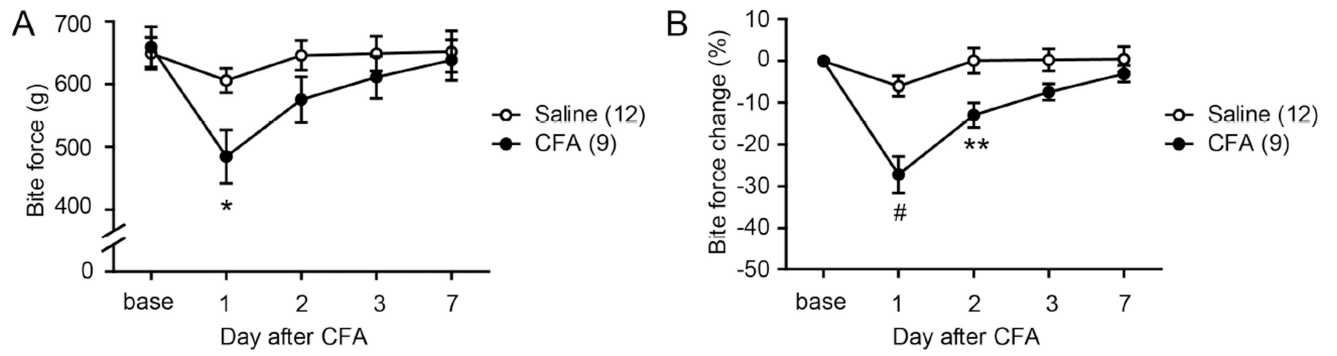 A
700
600
500
400
0
Bite force (g)
base 1 2 3 7
Day after CFA
*
Saline (12)
CFA (9)
B
10
0
-10
-20
-30
-40
-50
Bite force change (%)
base 1 2 3 7
Day after CFA
#
**
Saline (12)
CFA (9)